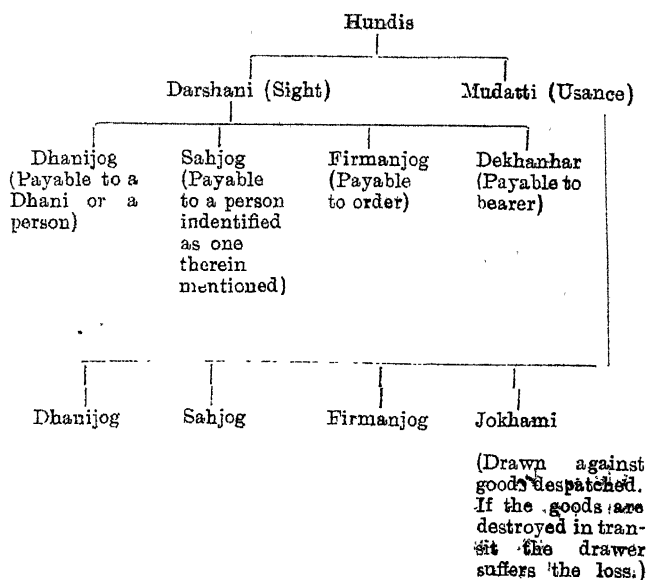 Hundis
Darshani (Sight) Mudatti (Usance)
Dhanijog
(Payable to a
Dhani or a
person)
Sahjog
(Payable
to a person
indentified
as one
therein
mentioned)
Firmanjog
(Payable
to order)
Dekhanhar
(Payable to
bearer)
Dhanijog Sahjog Firmanjog Jokhami
(Drawn against
goods despatched.
If the goods are
destroyed in tran-
sit the drawer
suffers the loss.)